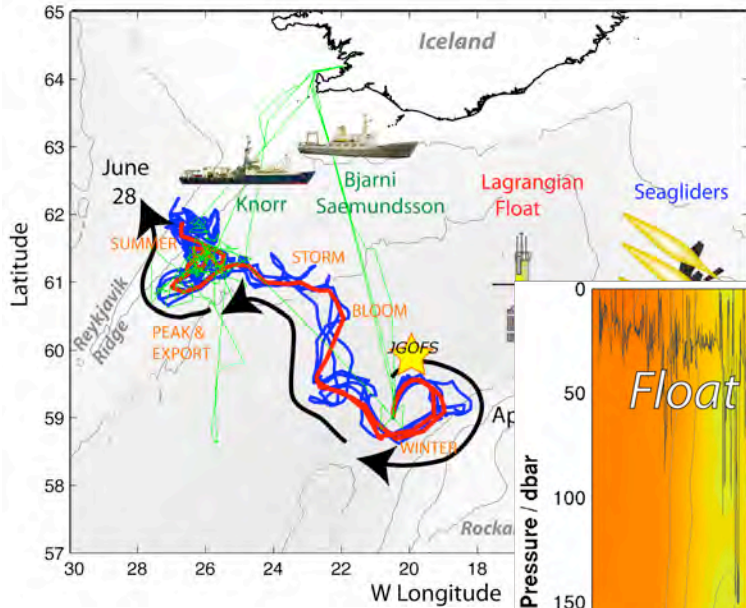 65
64
63
62
61
60
59
58
57
30
28
26
24
22
20
18
Latitude
W Longitude
Iceland
June
28
Knorr
Bjarni
Saemundsson
Lagrangian
Float
Seagliders
SUMMER
STORM
BLOOM
Reykjavik
Ridge
PEAK &
EXPORT
JGOFS
WINTER
Ap
Rocka
0
50
100
150
Float
Pressure / dbar